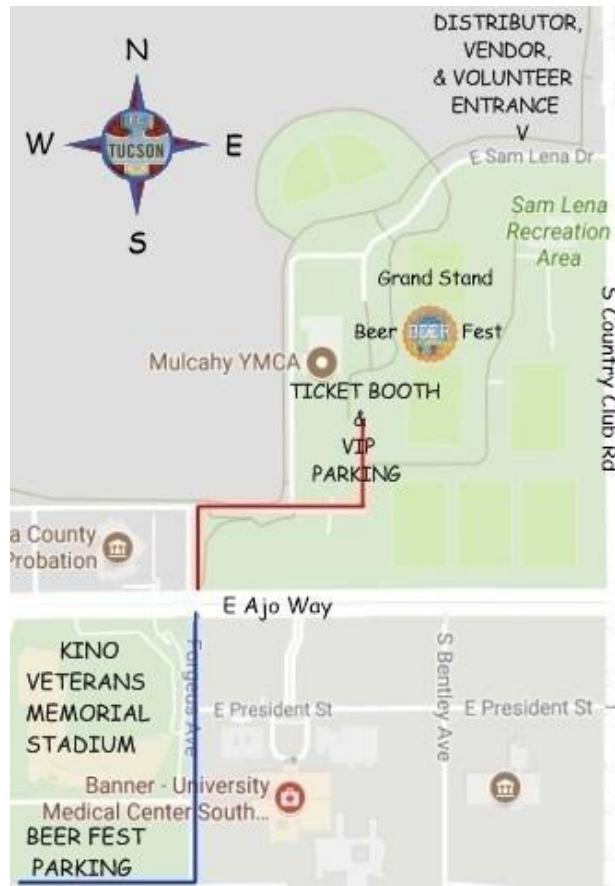 DISTRIBUTOR,
VENDOR,
& VOLUNTEER
ENTRANCE
V
N
W
TUCSON
E
S
E Sam Lena Dr
Sam Lena
Recreation
Area
Grand Stand
Beer
BEER
Fest
S Country Club Rd
Mulcahy YMCA
TICKET BOOTH
&
VIP
PARKING
a County
Probation
E Ajo Way
KINO
VETERANS
MEMORIAL
STADIUM
Forgeus Ave
E President St
S Bentley Ave
E President St
Banner - University
Medical Center South...
BEER FEST
PARKING